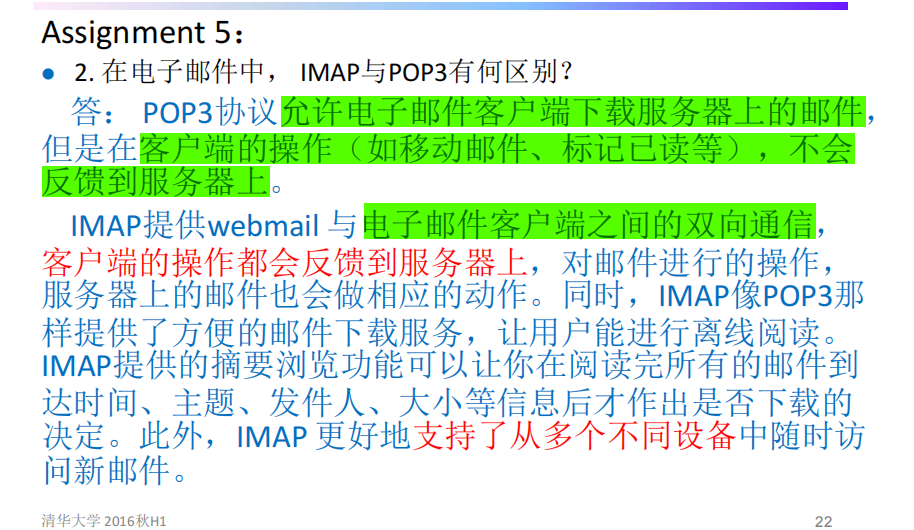 Assignment 5：
• 2. 在电子邮件中， IMAP与POP3有何区别？
答： POP3协议允许电子邮件客户端下载服务器上的邮件，
但是在客户端的操作（如移动邮件、标记已读等），不会
反馈到服务器上。
IMAP提供webmail 与电子邮件客户端之间的双向通信，
客户端的操作都会反馈到服务器上，对邮件进行的操作，
服务器上的邮件也会做相应的动作。同时，IMAP像POP3那
样提供了方便的邮件下载服务，让用户能进行离线阅读。
IMAP提供的摘要浏览功能可以让你在阅读完所有的邮件到
达时间、主题、发件人、大小等信息后才作出是否下载的
决定。此外，IMAP 更好地支持了从多个不同设备中随时访
问新邮件。
清华大学 2016秋H1
22